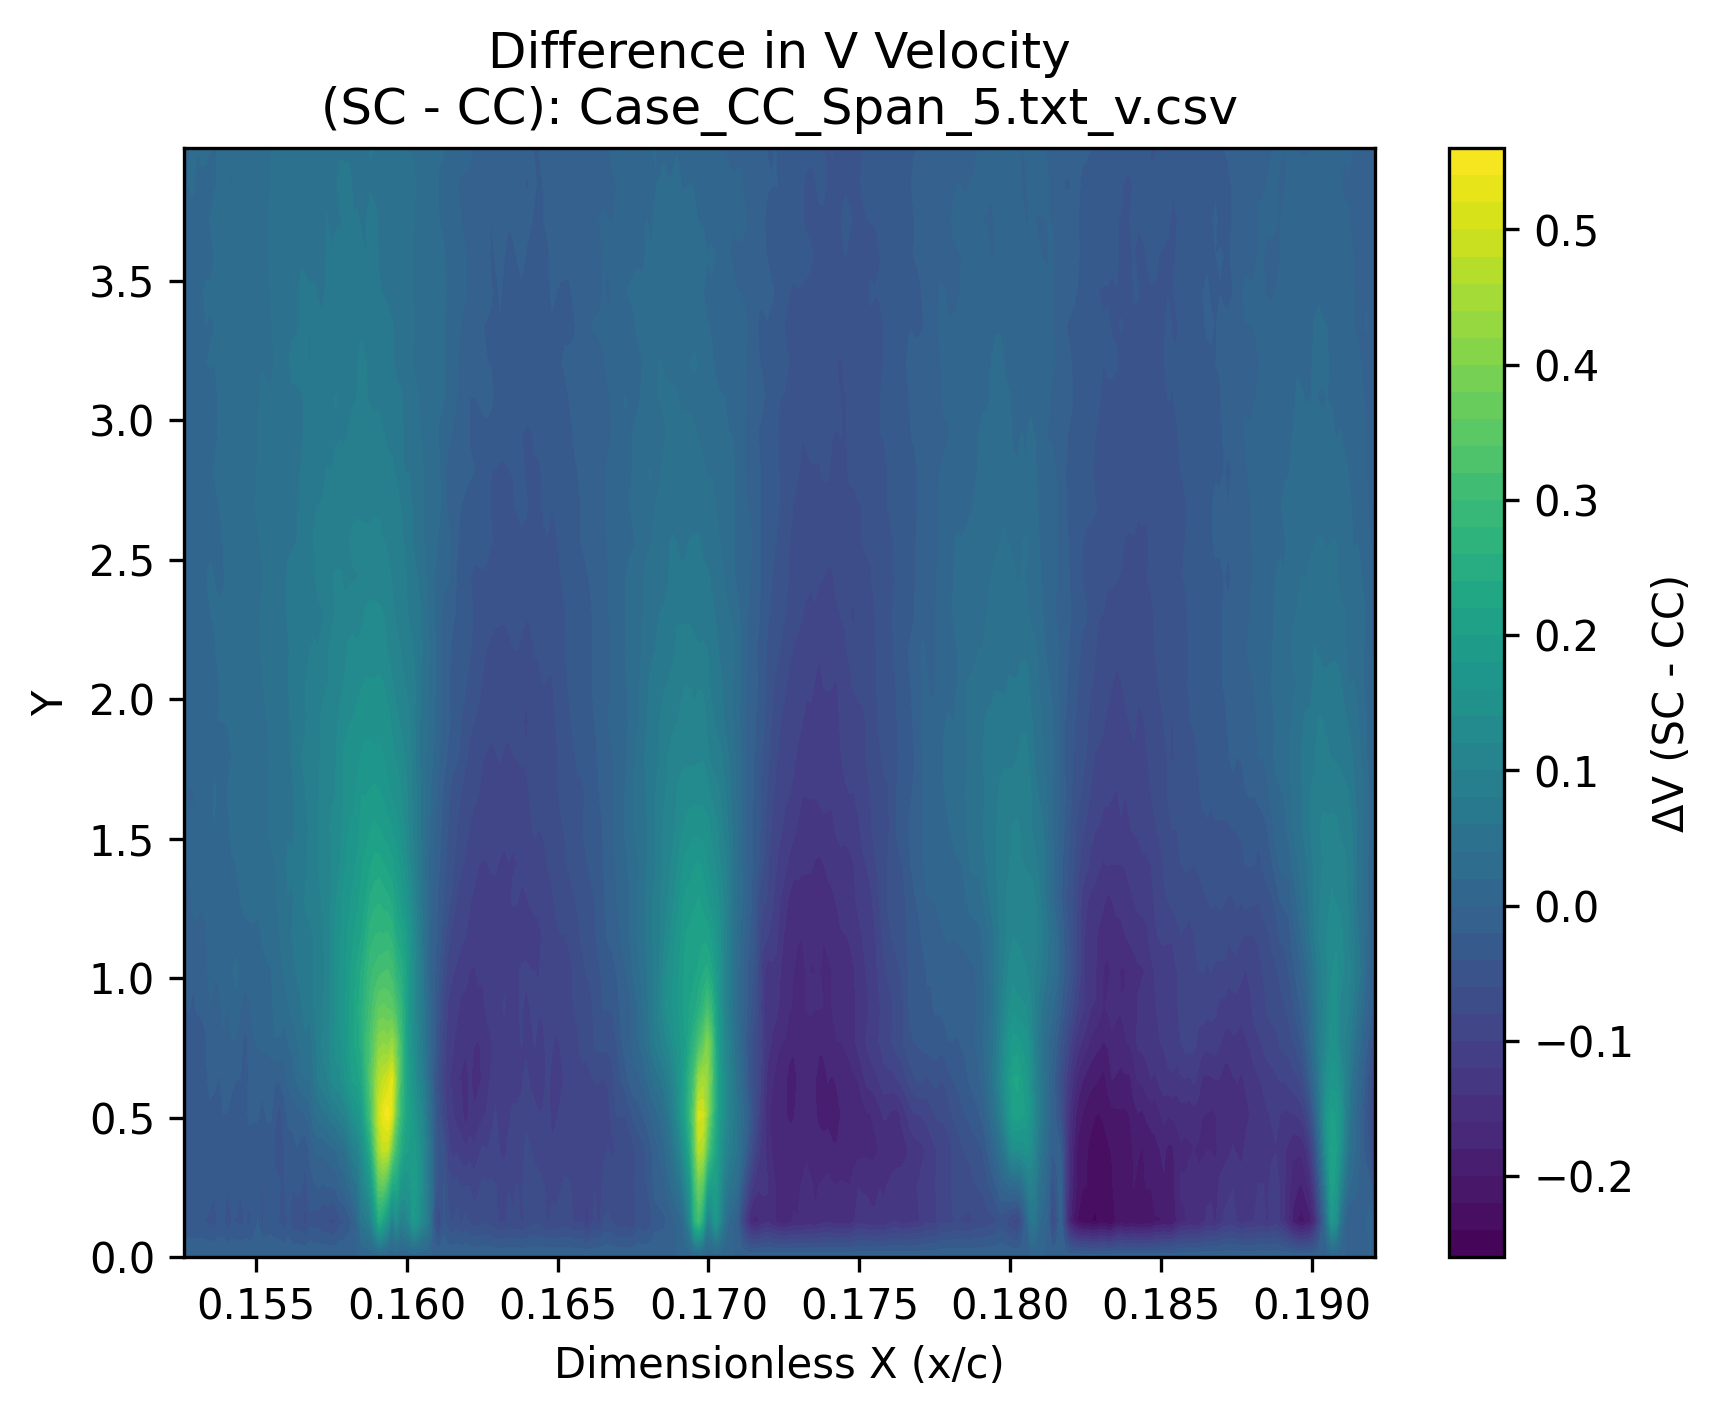 Difference in V Velocity
(SC - CC): Case_CC_Span_5.txt_v.csv
Y
3.5
3.0
2.5
2.0
1.5
1.0
0.5
0.0
0.155 0.160 0.165 0.170 0.175 0.180 0.185 0.190
Dimensionless X (x/c)
0.5
0.4
0.3
0.2
0.1
0.0
−0.1
−0.2
ΔV (SC - CC)